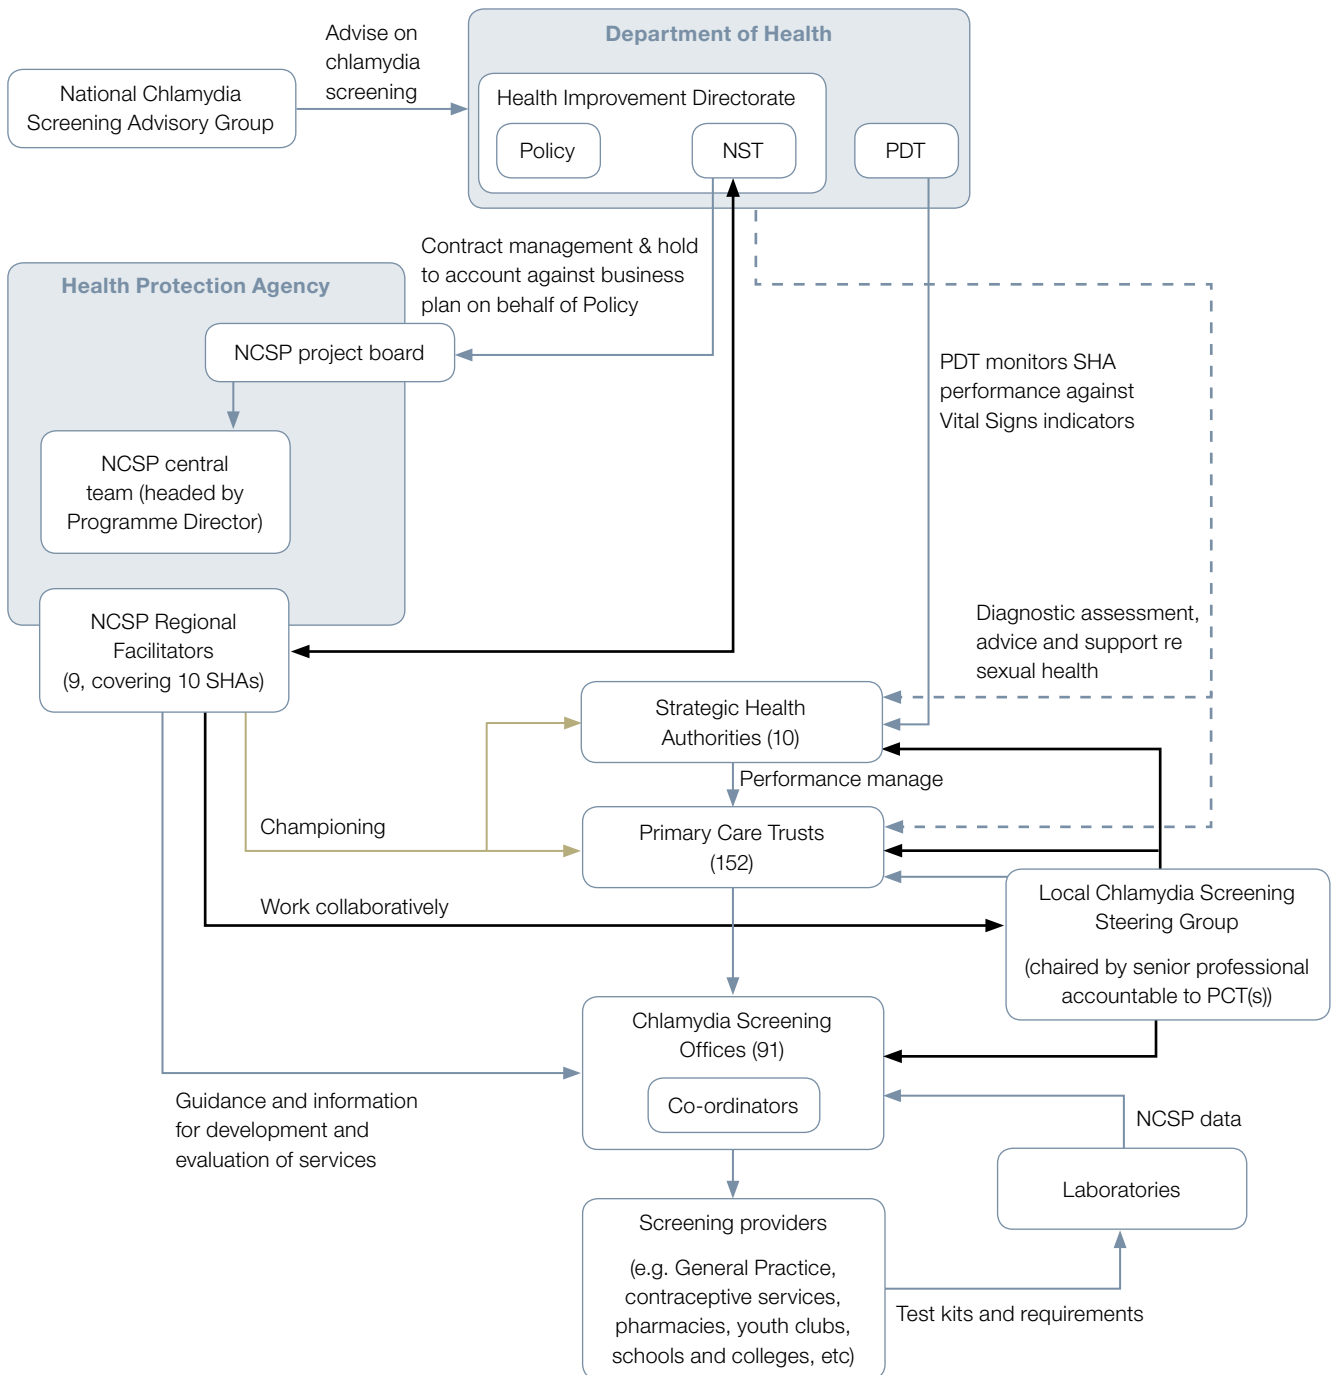 Department of Health
Advise on
chlamydia
screening
National Chlamydia
Screening Advisory Group
Health Improvement Directorate
Policy
NST
PDT
Contract management & hold
to account against business
plan on behalf of Policy
Health Protection Agency
NCSP project board
PDT monitors SHA
performance against
Vital Signs indicators
NCSP central
team (headed by
Programme Director)
NCSP Regional
Facilitators
(9, covering 10 SHAs)
Diagnostic assessment,
advice and support re
sexual health
Strategic Health
Authorities (10)
Performance manage
Championing
Primary Care Trusts
(152)
Work collaboratively
Local Chlamydia Screening
Steering Group
(chaired by senior professional
accountable to PCT(s))
Chlamydia Screening
Offices (91)
Co-ordinators
Guidance and information
for development and
evaluation of services
NCSP data
Laboratories
Screening providers
(e.g. General Practice,
contraceptive services,
pharmacies, youth clubs,
schools and colleges, etc)
Test kits and requirements